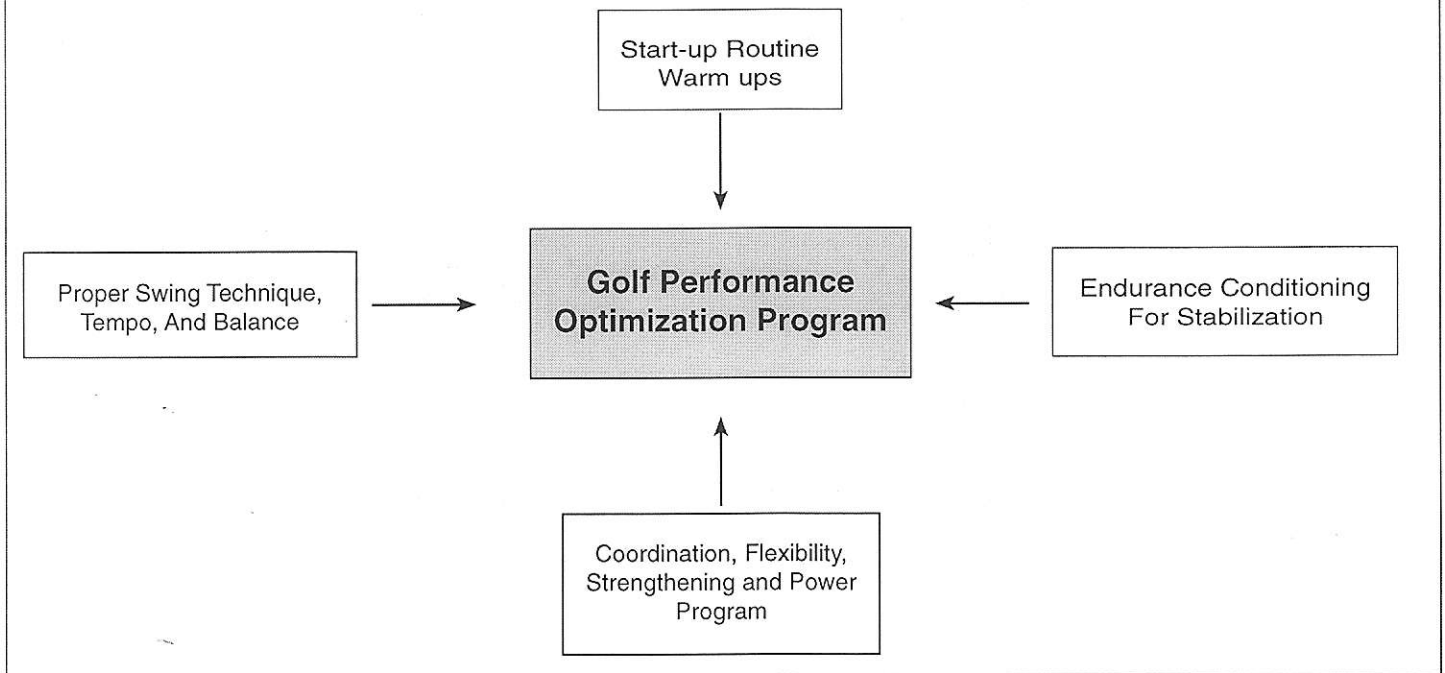 Start-up Routine
Warm ups
Proper Swing Technique,
Tempo, And Balance
Golf Performance
Optimization Program
Endurance Conditioning
For Stabilization
Coordination, Flexibility,
Strengthening and Power
Program